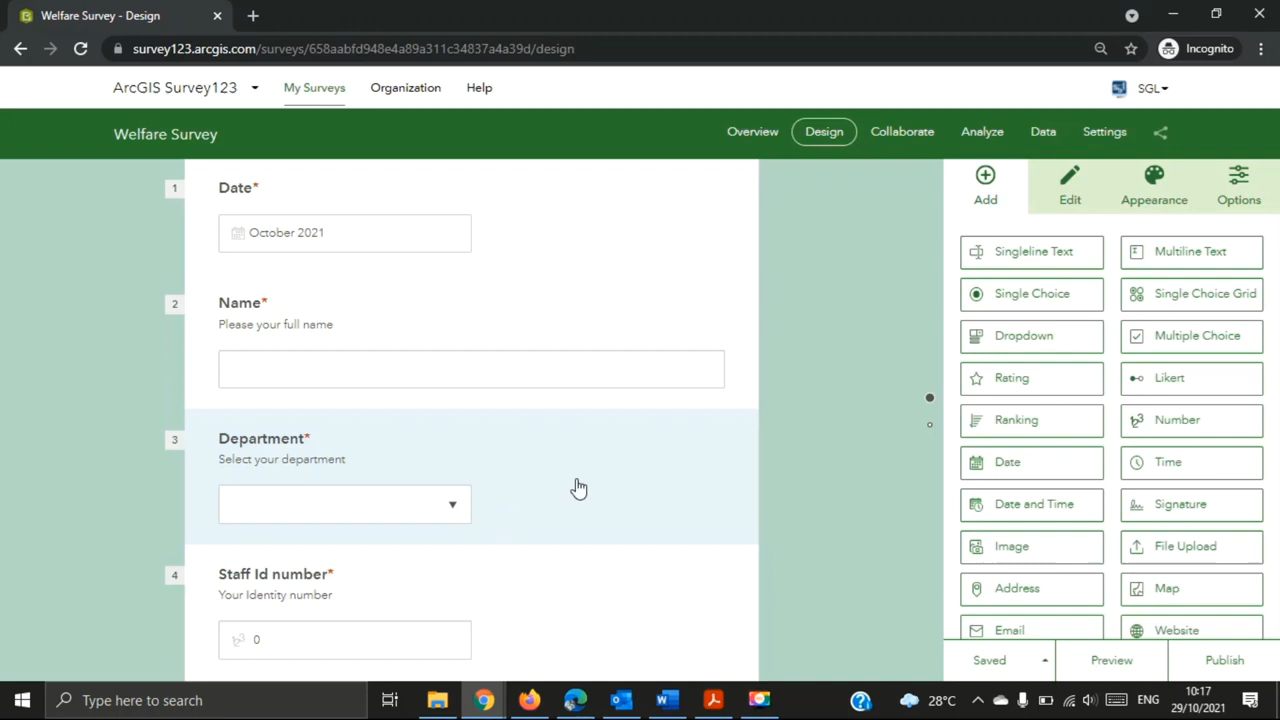 Welfare Survey - Design
survey123.arcgis.com/surveys/658aabfd948e4a89a311c34837a4a39d/design
Incognito
ArcGIS Survey123
My Surveys
Organization
Help
SGL
Welfare Survey
Overview
Design
Collaborate
Analyze
Data
Settings
1
Date*
October 2021
2
Name*
Please your full name
3
Department*
Select your department
4
Staff Id number*
Your Identity number
0
Add
Edit
Appearance
Options
Singleline Text
Multiline Text
Single Choice
Single Choice Grid
Dropdown
Multiple Choice
Rating
Likert
Ranking
Number
Date
Time
Date and Time
Signature
Image
File Upload
Address
Map
Email
Website
Saved
Preview
Publish
Type here to search
28°C
ENG
10:17
29/10/2021